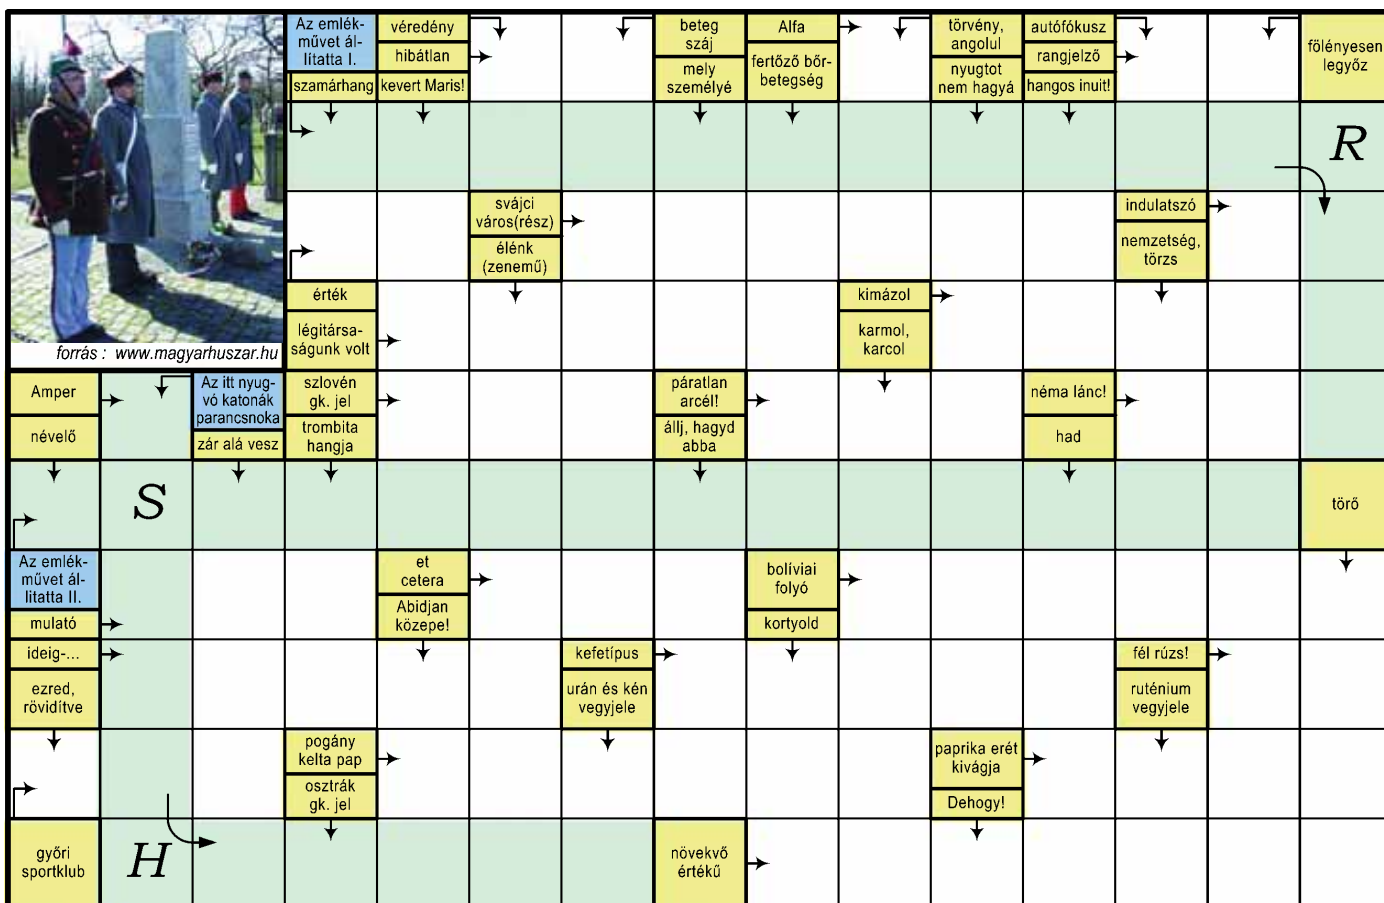 Az emlék-
művet ál-
lítatta I.
szamárhang
véredény
hibátlan
kevert Maris!
beteg
száj
mely
személyé
Alfa
fertőző bőr-
betegség
törvény,
angolul
nyugtot
nem hagyá
autófókusz
rangjelző
hangos inuit!
fölényesen
legyőz
R
svájci
város(rész)
élénk
(zenemű)
indulatszó
nemzetség,
törzs
érték
légitársa-
ságunk volt
kimázol
karmol,
karcol
forrás : www.magyarhuszar.hu
Amper
névelő
Az itt nyug-
vó katonák
parancsnoka
zár alá vesz
szlovén
gk. jel
trombita
hangja
páratlan
arcél!
állj, hagyd
abba
néma lánc!
had
S
törő
Az emlék-
művet ál-
litatta II.
mulató
et
cetera
Abidjan
közepe!
bolíviai
folyó
kortyold
ideig-...
ezred,
rövidítve
kefetípus
urán és kén
vegyjele
fél rúzs!
ruténium
vegyjele
pogány
kelta pap
osztrák
gk. jel
paprika erét
kivágja
Dehogy!
győri
sportklub
H
növekvő
értékű